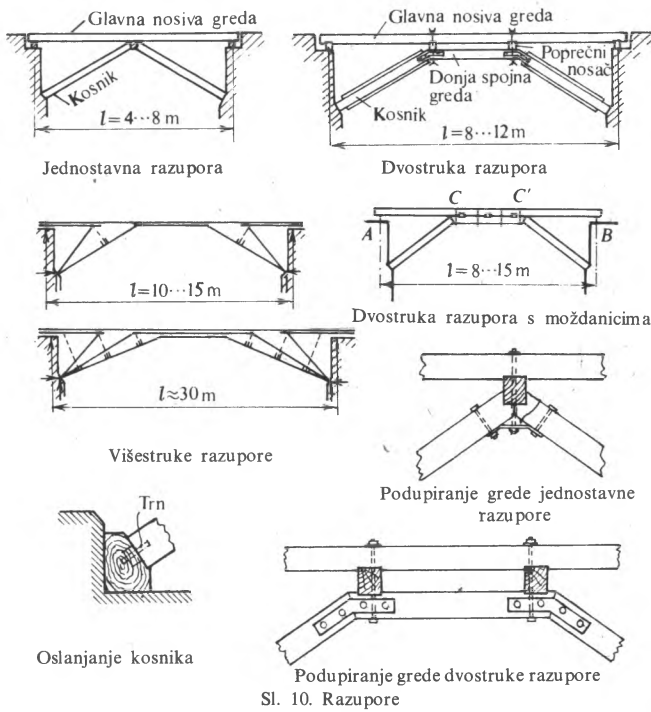 Glavna nosiva greda
Kosnik
l = 4···8 m
Jednostavna razupora
Glavna nosiva greda
Poprečni
nosač
Donja spojna
greda
Kosnik
l = 8···12 m
Dvostruka razupora
l = 10···15 m
l ≈ 30 m
Višestruke razupore
C C'
A B
l = 8···15 m
Dvostruka razupora s moždanicima
Podupiranje grede jednostavne
razupore
Trn
Oslanjanje kosnika
Podupiranje grede dvostruke razupore
Sl. 10. Razupore